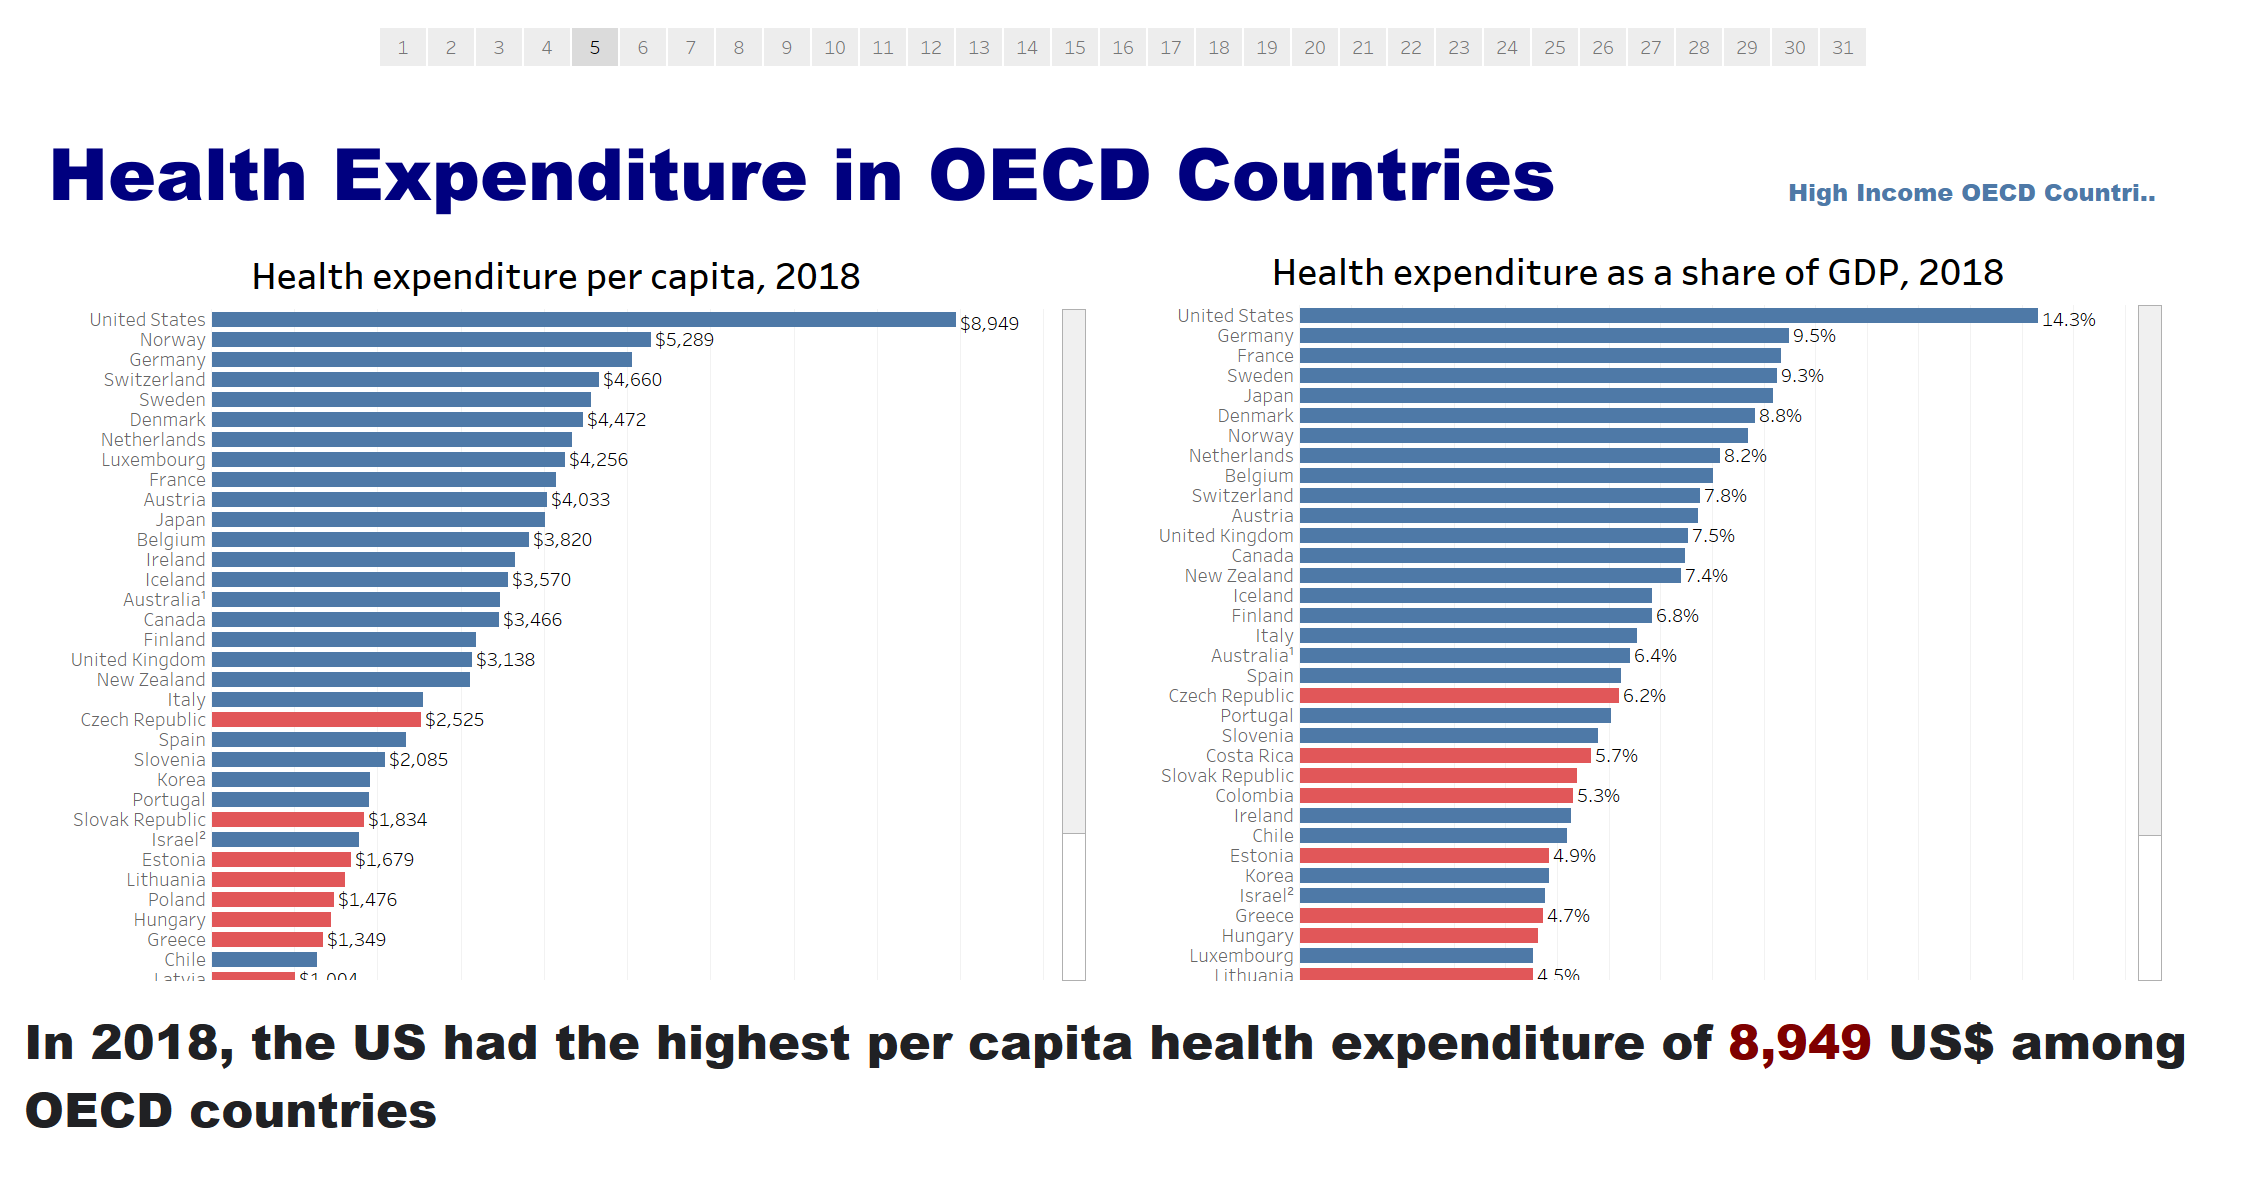 1 2 3 4 5 6 7 8 9 10 11 12 13 14 15 16 17 18 19 20 21 22 23 24 25 26 27 28 29 30 31
Health Expenditure in OECD Countries
High Income OECD Countri..
Health expenditure per capita, 2018
United States $8,949
Norway $5,289
Germany
Switzerland $4,660
Sweden
Denmark $4,472
Netherlands
Luxembourg $4,256
France
Austria $4,033
Japan
Belgium $3,820
Ireland
Iceland $3,570
Australia¹
Canada $3,466
Finland
United Kingdom $3,138
New Zealand
Italy
Czech Republic $2,525
Spain
Slovenia $2,085
Korea
Portugal
Slovak Republic $1,834
Israel²
Estonia $1,679
Lithuania
Poland $1,476
Hungary
Greece $1,349
Chile
Latvia $1,004
Health expenditure as a share of GDP, 2018
United States 14.3%
Germany 9.5%
France
Sweden 9.3%
Japan
Denmark 8.8%
Norway
Netherlands 8.2%
Belgium
Switzerland 7.8%
Austria
United Kingdom 7.5%
Canada
New Zealand 7.4%
Iceland
Finland 6.8%
Italy
Australia¹ 6.4%
Spain
Czech Republic 6.2%
Portugal
Slovenia
Costa Rica 5.7%
Slovak Republic
Colombia 5.3%
Ireland
Chile
Estonia 4.9%
Korea
Israel²
Greece 4.7%
Hungary
Luxembourg
Lithuania 4.5%
In 2018, the US had the highest per capita health expenditure of 8,949 US$ among
OECD countries